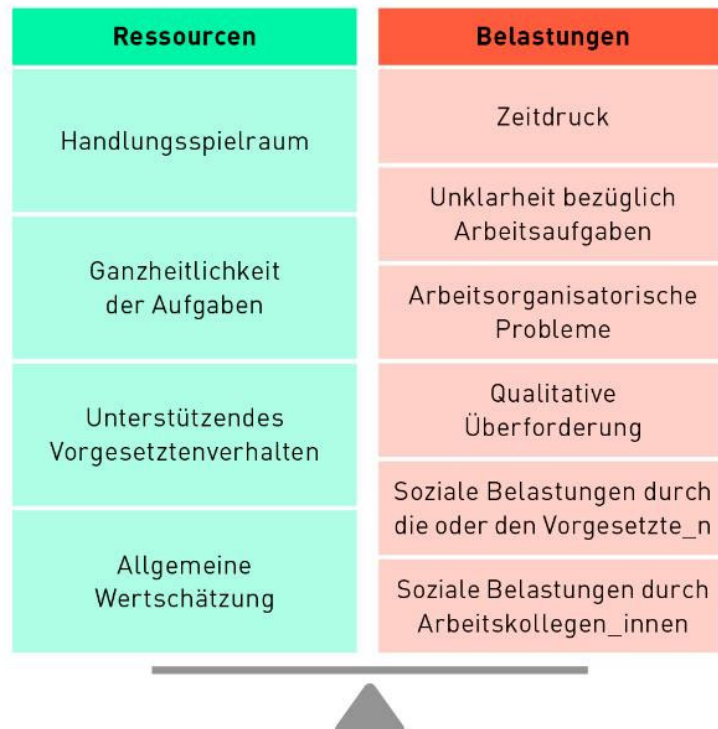 Ressourcen
Handlungsspielraum
Ganzheitlichkeit
der Aufgaben
Unterstützendes
Vorgesetztenverhalten
Allgemeine
Wertschätzung
Belastungen
Zeitdruck
Unklarheit bezüglich
Arbeitsaufgaben
Arbeitsorganisatorische
Probleme
Qualitative
Überforderung
Soziale Belastungen durch
die oder den Vorgesetzte_n
Soziale Belastungen durch
Arbeitskollegen_innen